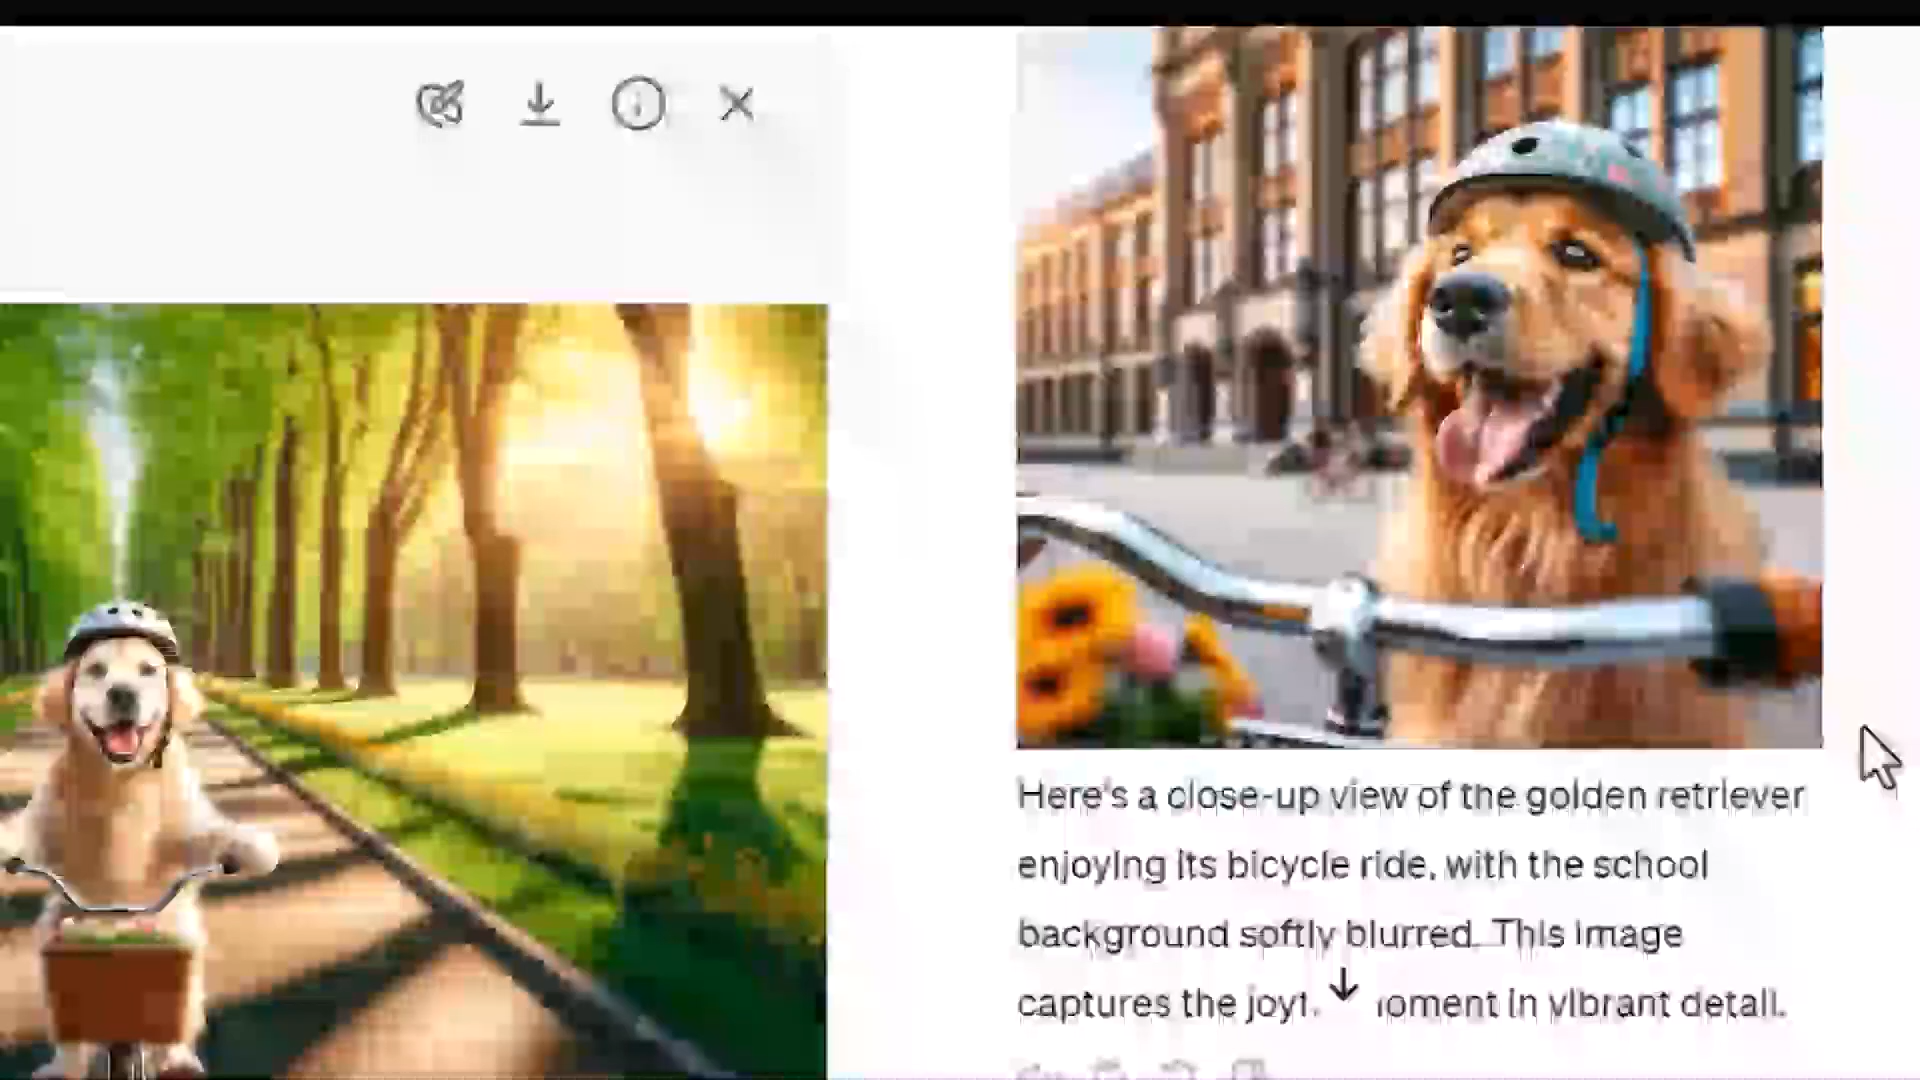 Here's a close-up view of the golden retriever
enjoying its bicycle ride, with the school
background softly blurred. This image
captures the in vibrant detail.